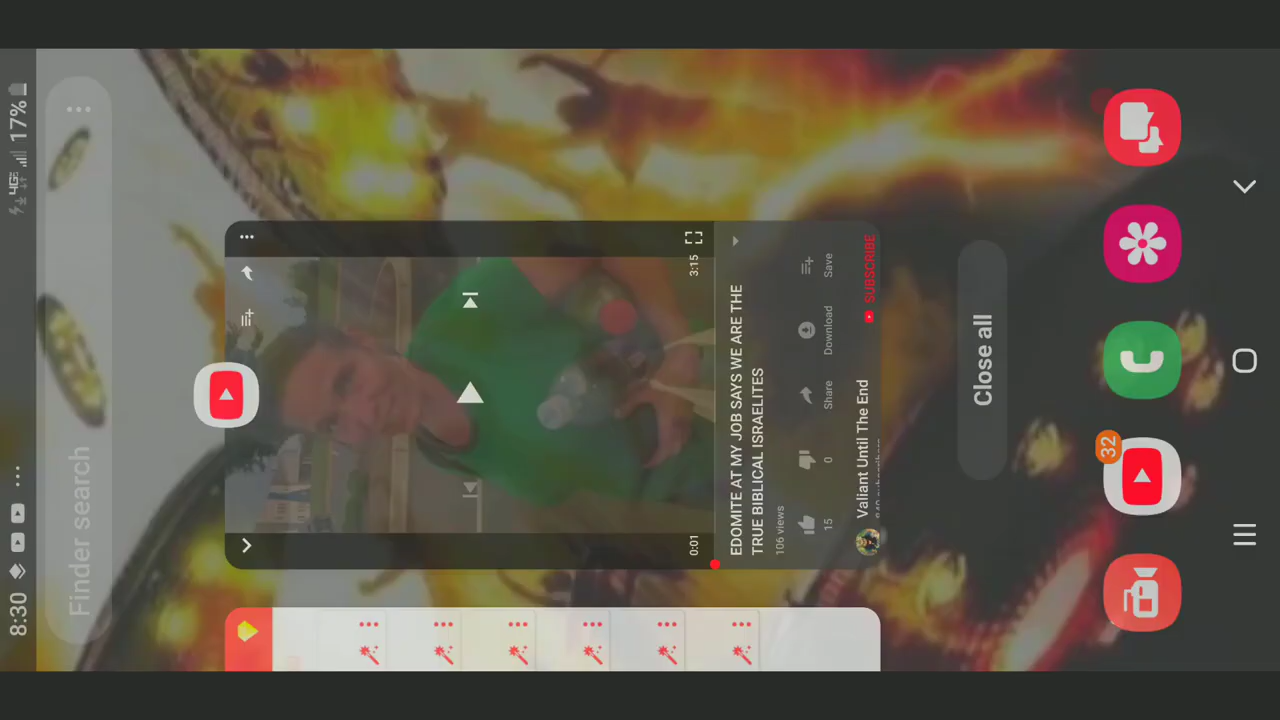 8:30
4GE
17%
Finder search
0:01
3:15
EDOMITE AT MY JOB SAYS WE ARE THE
TRUE BIBLICAL ISRAELITES
106 views
15
0
Share
Download
Save
Valiant Until The End
SUBSCRIBE
Close all
32